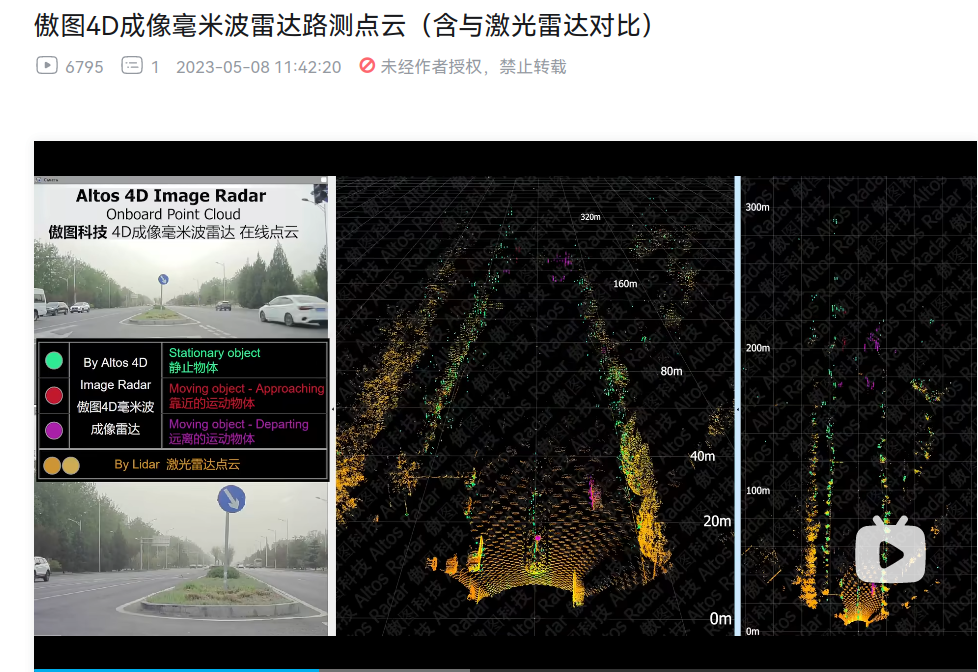 傲图4D成像毫米波雷达路测点云（含与激光雷达对比）
6795 1 2023-05-08 11:42:20 未经作者授权，禁止转载
Altos 4D Image Radar
Onboard Point Cloud
傲图科技 4D成像毫米波雷达 在线点云
By Altos 4D
Image Radar
傲图4D毫米波
成像雷达
Stationary object
静止物体
Moving object - Approaching
靠近的运动物体
Moving object - Departing
远离的运动物体
By Lidar 激光雷达点云
320m
160m
80m
40m
20m
0m
300m
200m
100m
0m
Altos Radar 傲图科技